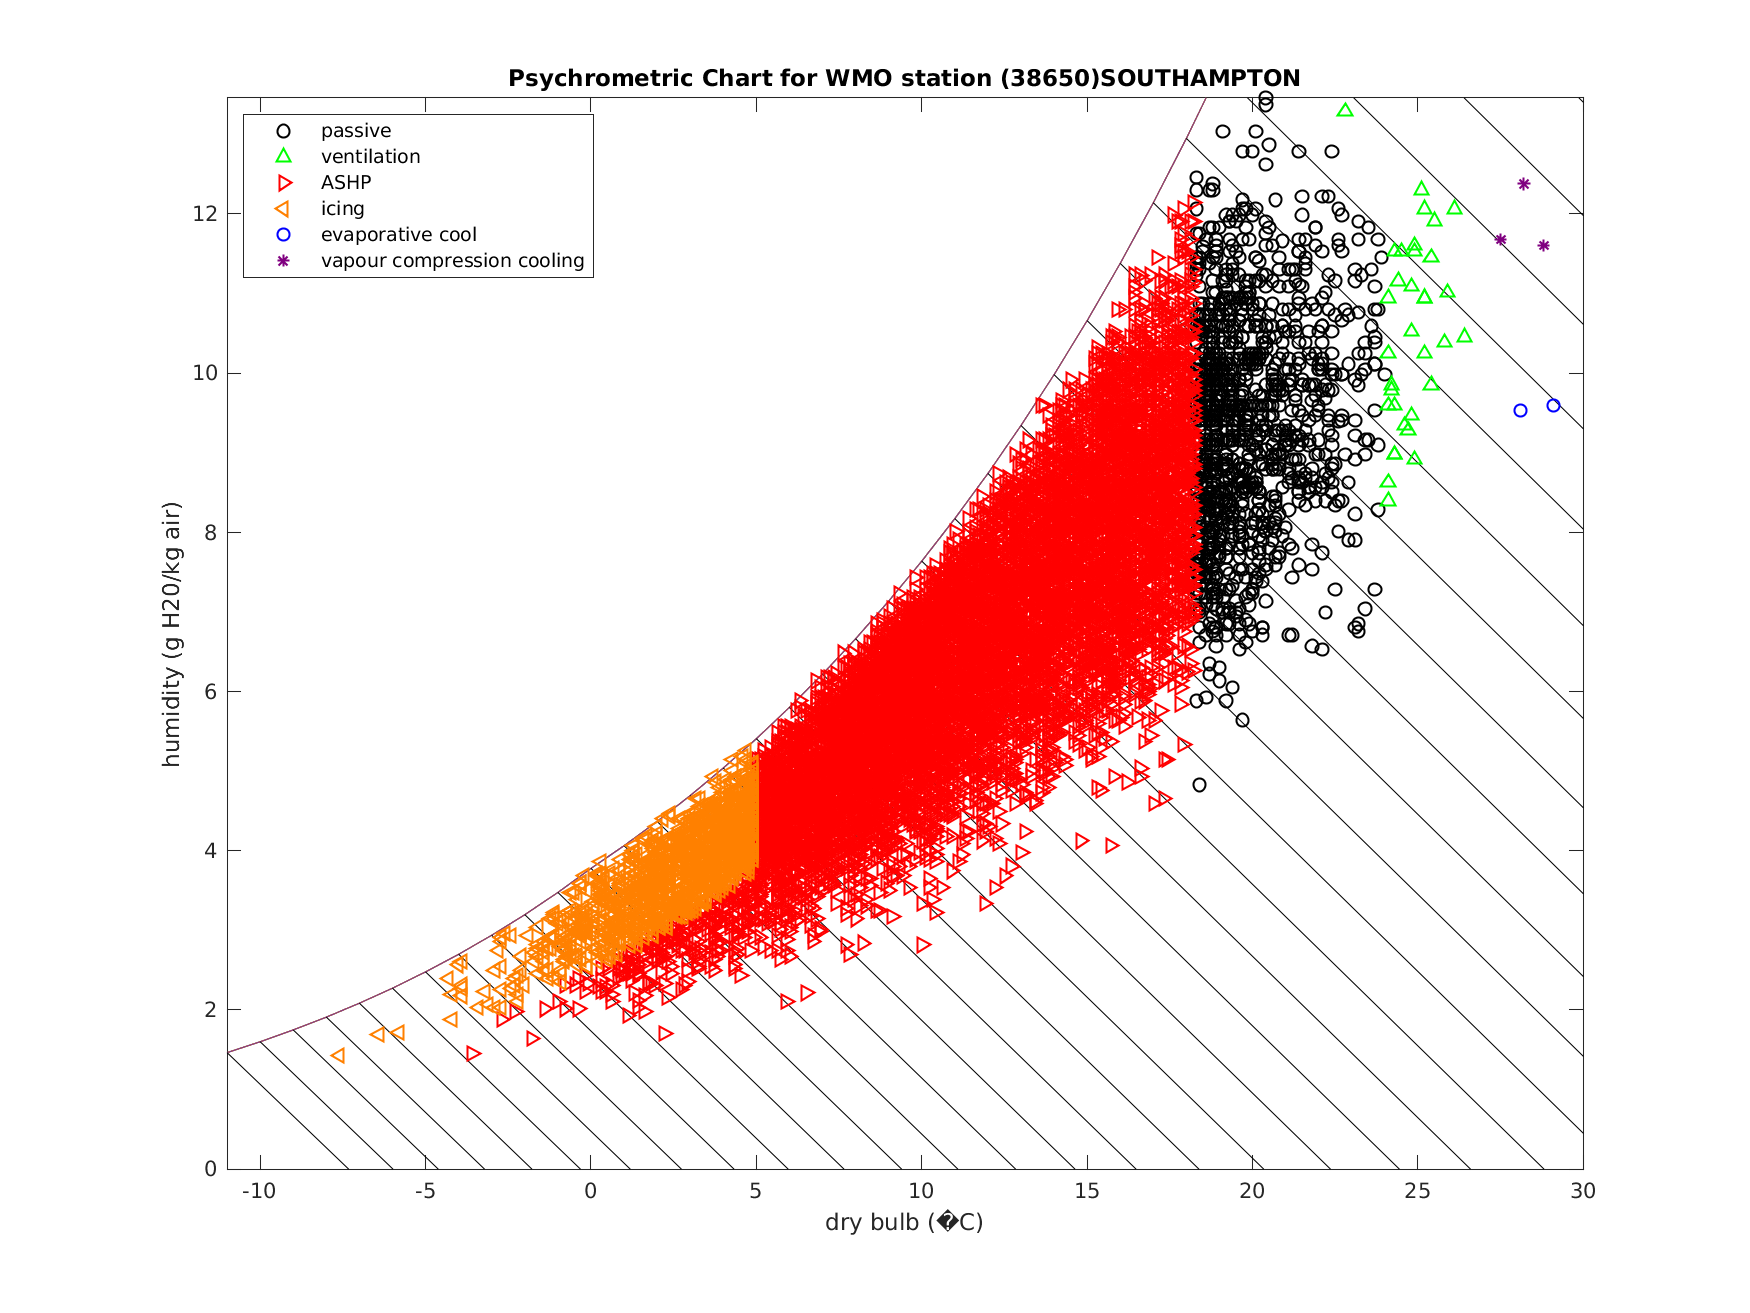 Psychrometric Chart for WMO station (38650)SOUTHAMPTON
passive
ventilation
ASHP
icing
evaporative cool
vapour compression cooling
humidity (g H20/kg air)
12
10
8
6
4
2
0
-10 -5 0 5 10 15 20 25 30
dry bulb (�C)